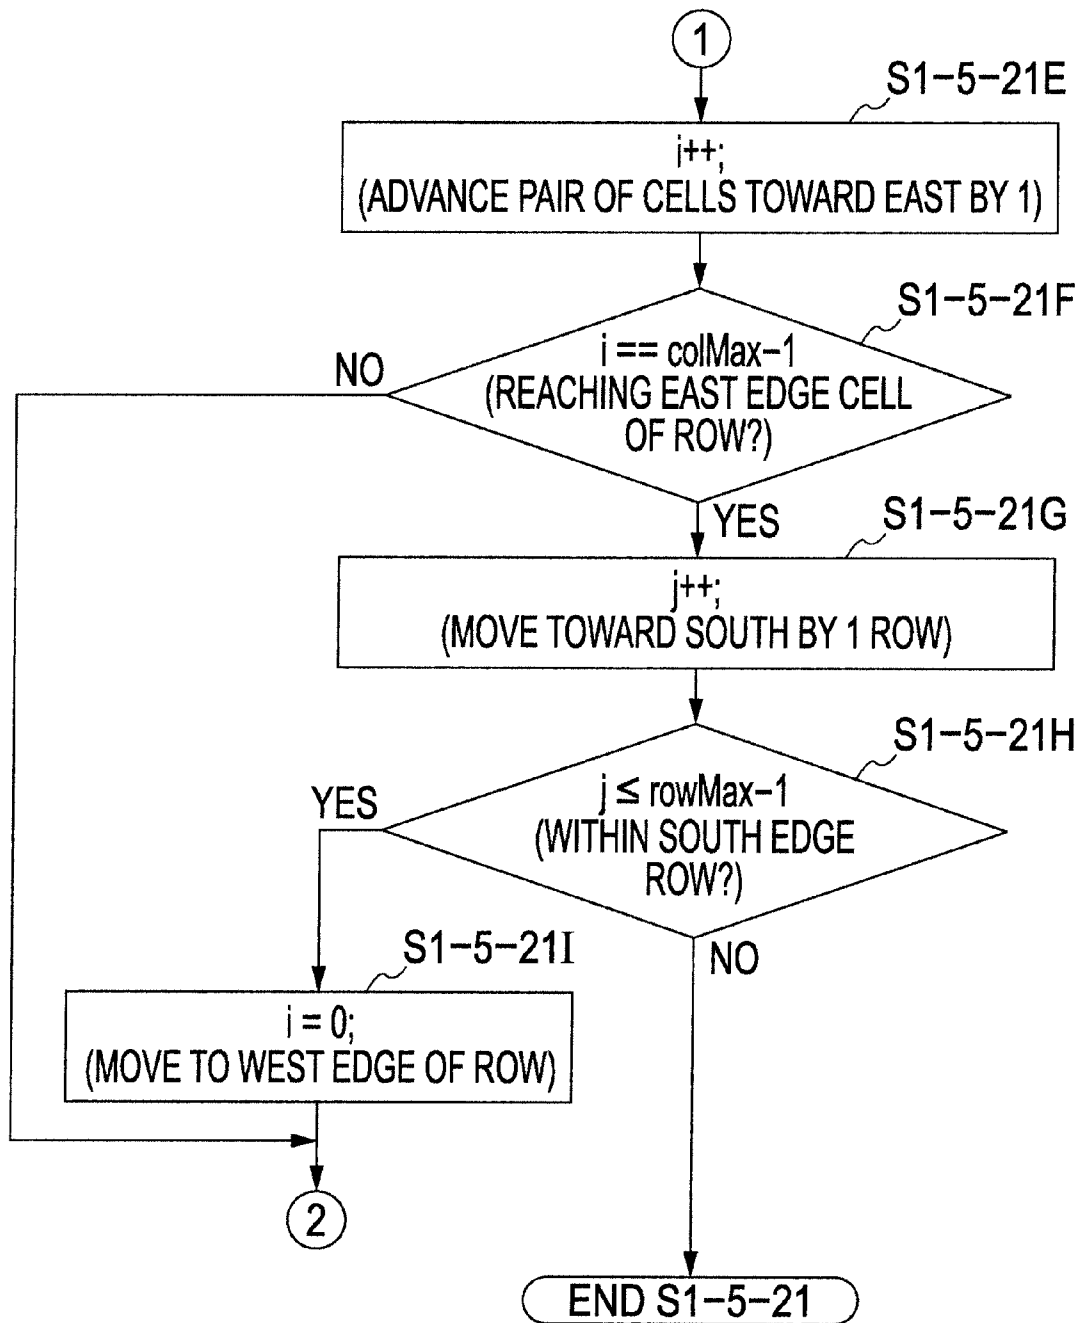 1
S1-5-21E
i++;
(ADVANCE PAIR OF CELLS TOWARD EAST BY 1)
S1-5-21F
i == colMax-1
(REACHING EAST EDGE CELL
OF ROW?)
NO
YES
S1-5-21G
j++;
(MOVE TOWARD SOUTH BY 1 ROW)
S1-5-21H
j ≤ rowMax-1
(WITHIN SOUTH EDGE
ROW?)
YES
NO
S1-5-21I
i = 0;
(MOVE TO WEST EDGE OF ROW)
2
END S1-5-21